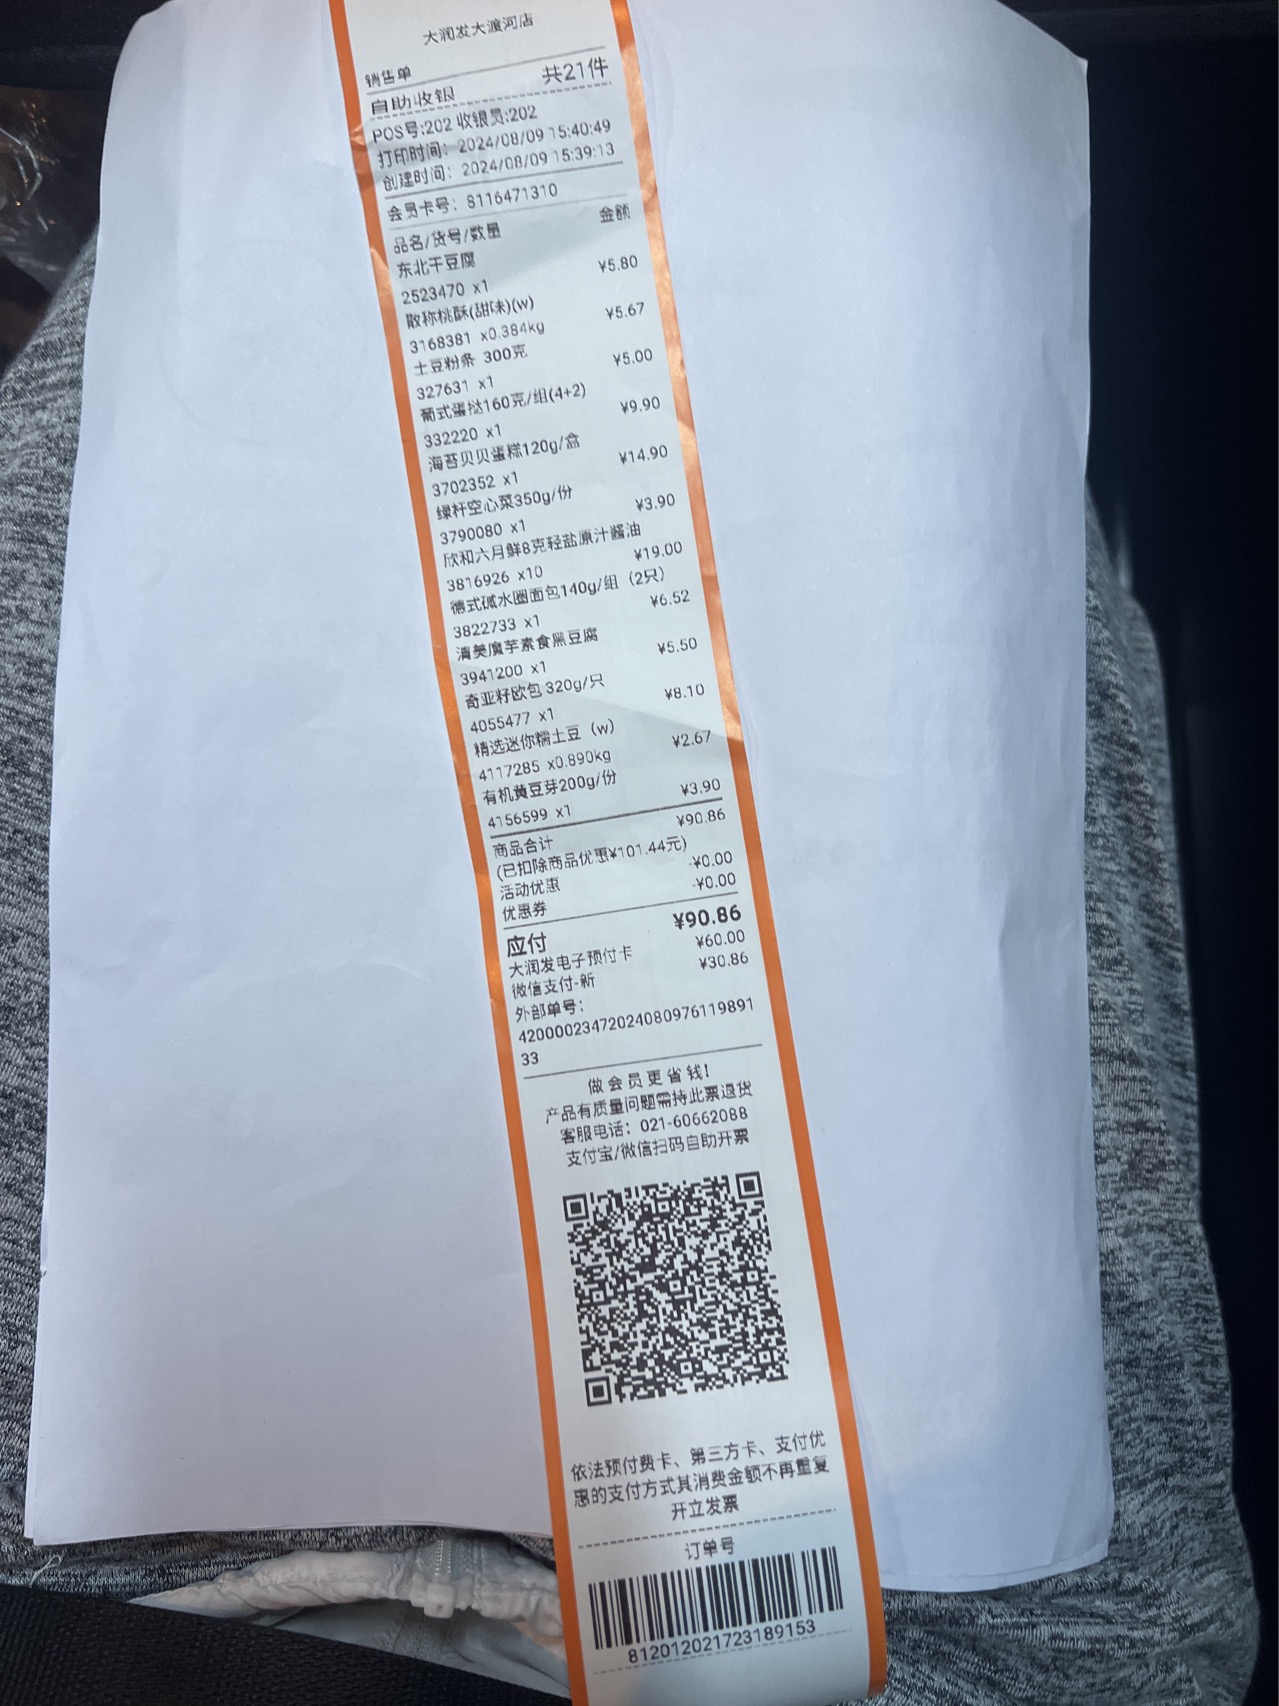 大润发大渡河店
销售单
自助收银 共21件
POS号:202 收银员:202
打印时间: 2024/08/09 15:40:49
创建时间: 2024/08/09 15:39:13
会员卡号: 8116471310
品名/货号/数量 金额
东北干豆腐
2523470 x1 ¥5.80
散称桃酥(甜味)(w)
3168381 x0.384kg ¥5.67
土豆粉条 300克
327631 x1 ¥5.00
葡式蛋挞160克/组(4+2)
332220 x1 ¥9.90
海苔贝贝蛋糕120g/盒
3702352 x1 ¥14.90
绿杆空心菜350g/份
3790080 x1 ¥3.90
欣和六月鲜8克轻盐原汁酱油
3816926 x10 ¥19.00
德式碱水圈面包140g/组（2只）
3822733 x1 ¥6.52
清美魔芋素食黑豆腐
3941200 x1 ¥5.50
奇亚籽欧包 320g/只
4055477 x1 ¥8.10
精选迷你糯土豆（w）
4117285 x0.890kg ¥2.67
有机黄豆芽200g/份
4156599 x1 ¥3.90
商品合计 ¥90.86
(已扣除商品优惠¥101.44元)
活动优惠 -¥0.00
优惠券 -¥0.00
应付 ¥90.86
大润发电子预付卡 ¥60.00
微信支付-新 ¥30.86
外部单号:
42000023472024080976119891
33
做会员更省钱!
产品有质量问题需持此票退货
客服电话: 021-60662088
支付宝/微信扫码自助开票
依法预付费卡、第三方卡、支付优
惠的支付方式其消费金额不再重复
开立发票
订单号
812012021723189153